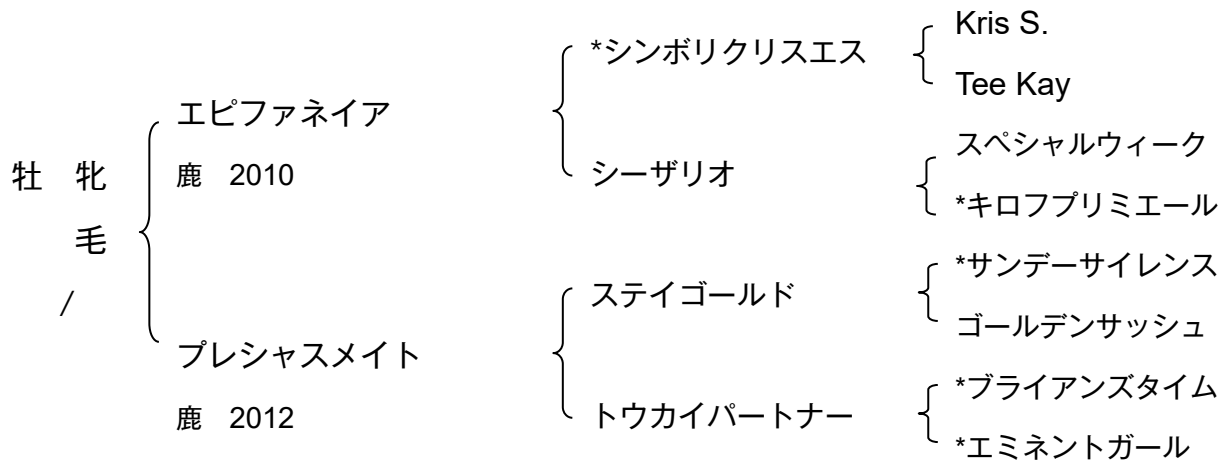 牡 牝
毛
/
エピファネイア
鹿 2010
プレシャスメイト
鹿 2012
*シンボリクリスエス
シーザリオ
ステイゴールド
トウカイパートナー
Kris S.
Tee Kay
スペシャルウィーク
*キロフプリミエール
*サンデーサイレンス
ゴールデンサッシュ
*ブライアンズタイム
*エミネントガール